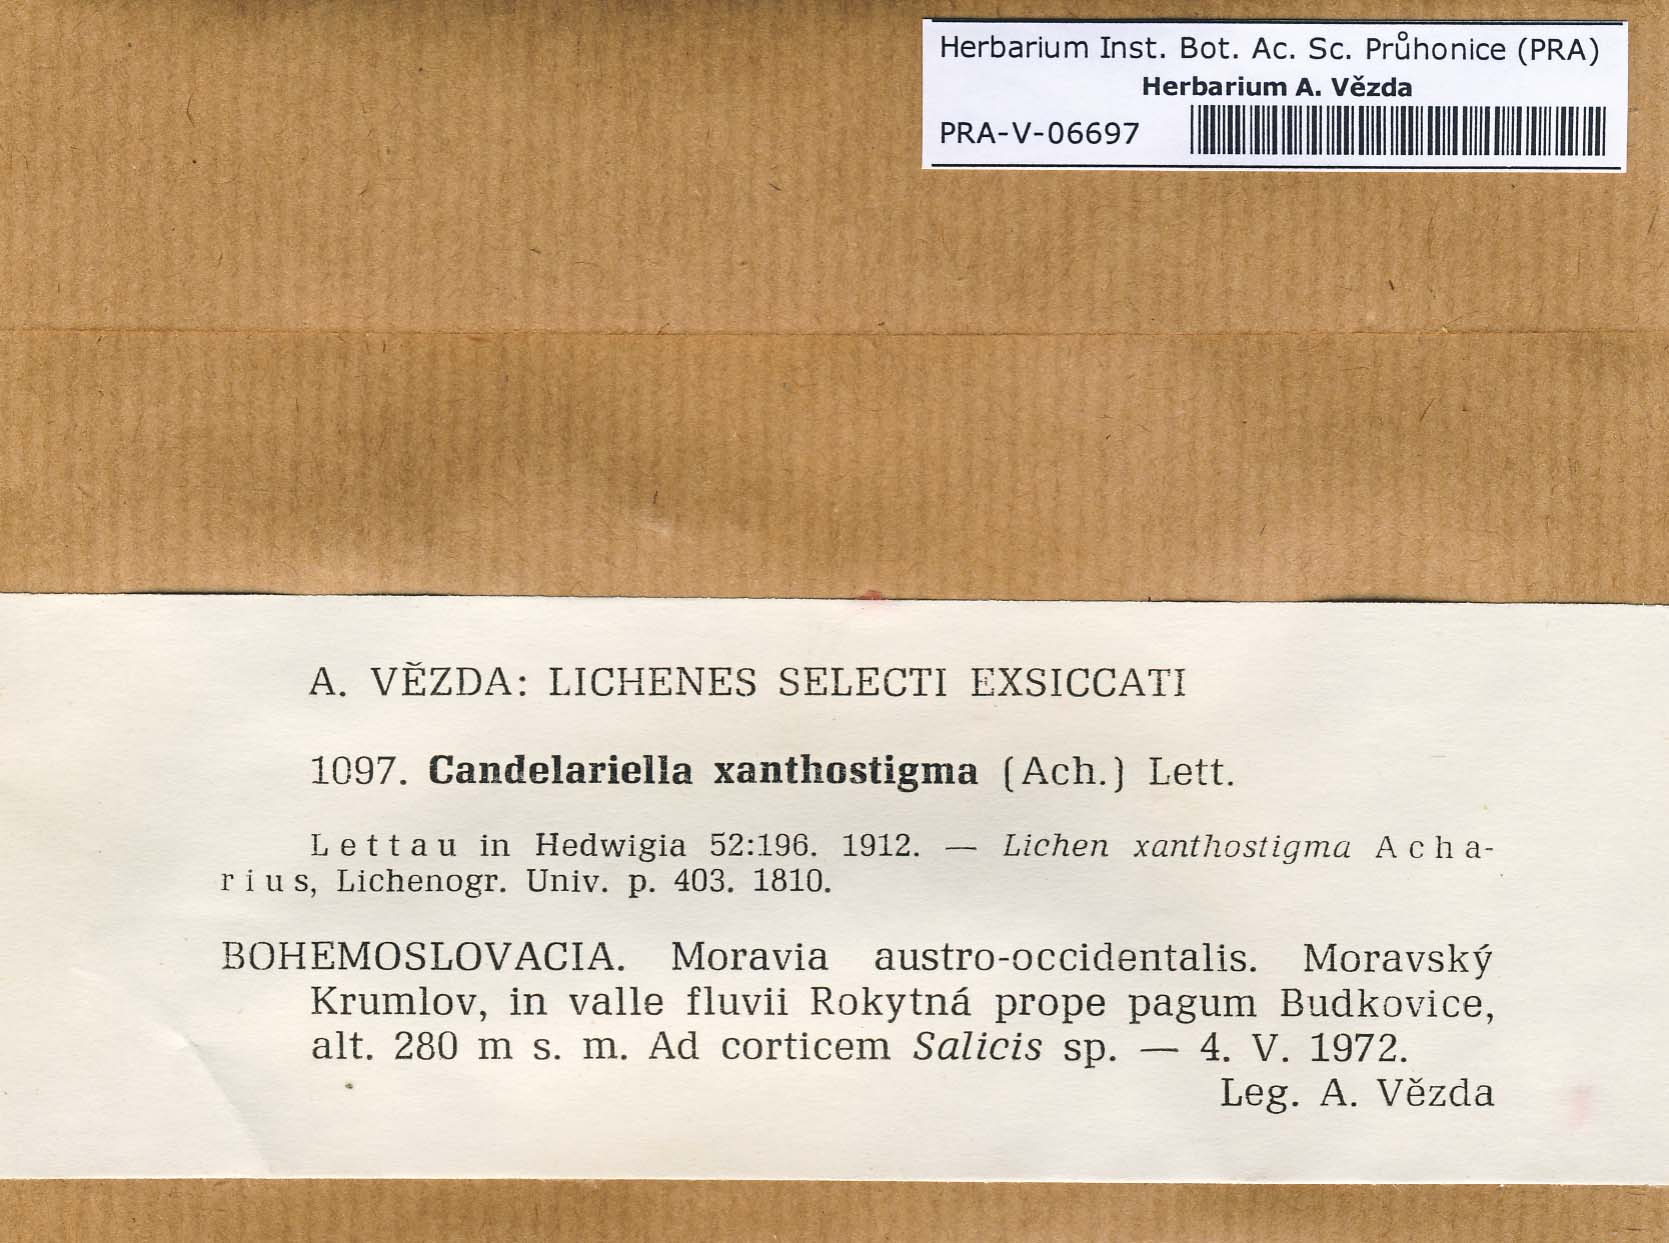 Herbarium Inst. Bot. Ac. Sc. Průhonice (PRA)
Herbarium A. Vězda
PRA-V-06697
A. VĚZDA: LICHENES SELECTI EXSICCATI
1097. Candelariella xanthostigma (Ach.) Lett.
Lettau in Hedwigia 52:196. 1912. — Lichen xanthostigma Acha-
rius, Lichenogr. Univ. p. 403. 1810.
BOHEMOSLOVACIA. Moravia austro-occidentalis. Moravský
Krumlov, in valle fluvii Rokytná prope pagum Budkovice,
alt. 280 m s. m. Ad corticem Salicis sp. — 4. V. 1972.
Leg. A. Vězda